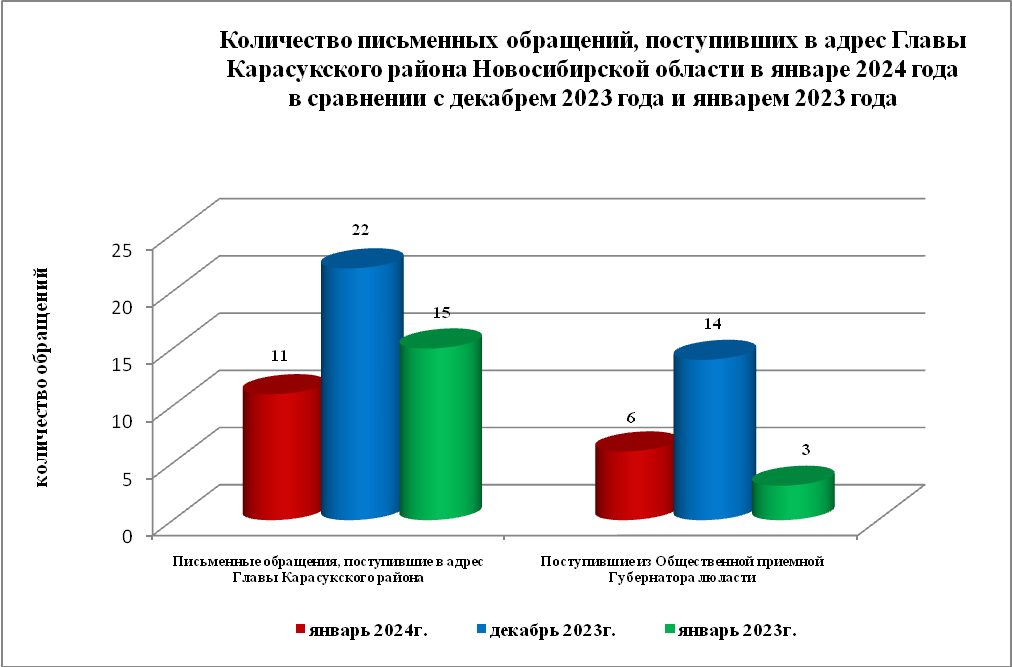 Количество письменных обращений, поступивших в адрес Главы
Карасукского района Новосибирской области в январе 2024 года
в сравнении с декабрем 2023 года и январем 2023 года
количество обращений
25
20
15
10
5
0
22
15
11
14
6
3
Письменные обращения, поступившие в адрес
Главы Карасукского района
Поступившие из Общественной приемной
Губернатора люласти
январь 2024г.
декабрь 2023г.
январь 2023г.